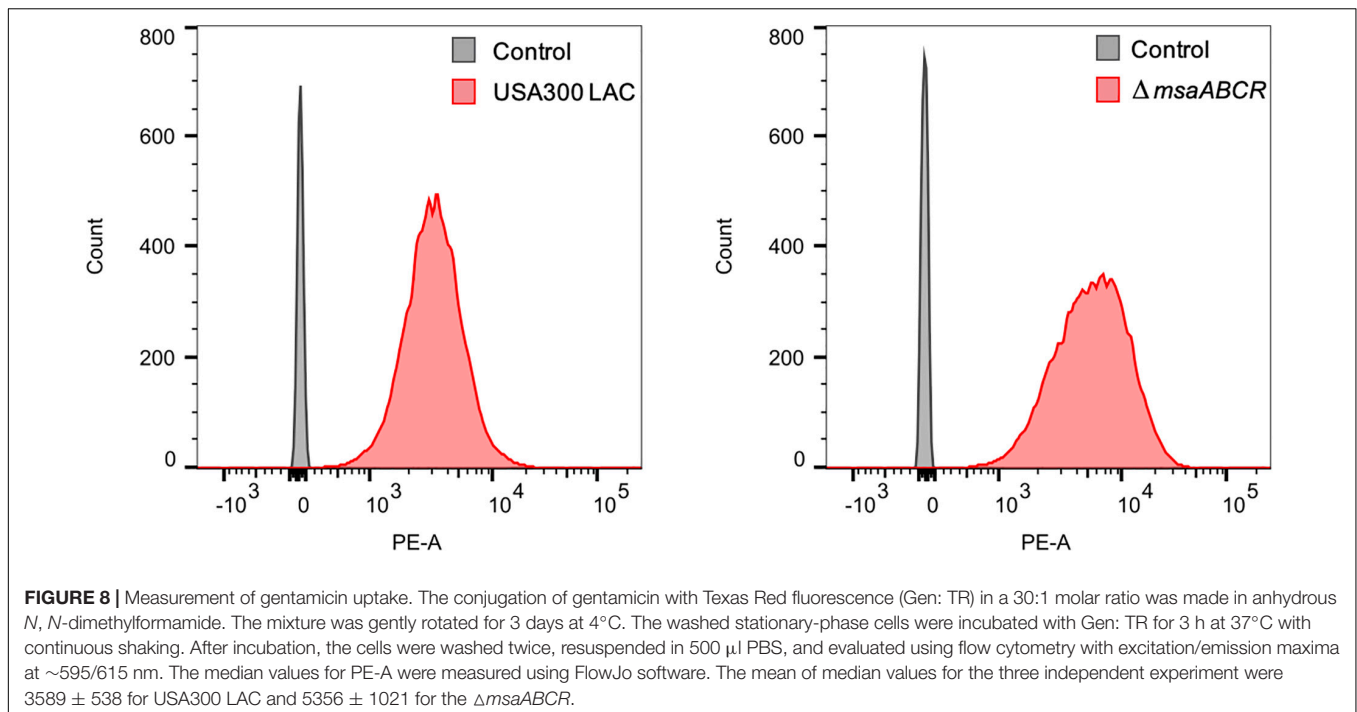 800
600
400
200
0
Count
Control
USA300 LAC
-10³ 0 10³ 10⁴ 10⁵
PE-A
800
600
400
200
0
Count
Control
Δ msaABCR
-10³ 0 10³ 10⁴ 10⁵
PE-A
FIGURE 8 | Measurement of gentamicin uptake. The conjugation of gentamicin with Texas Red fluorescence (Gen: TR) in a 30:1 molar ratio was made in anhydrous
N, N-dimethylformamide. The mixture was gently rotated for 3 days at 4°C. The washed stationary-phase cells were incubated with Gen: TR for 3 h at 37°C with
continuous shaking. After incubation, the cells were washed twice, resuspended in 500 μl PBS, and evaluated using flow cytometry with excitation/emission maxima
at ~595/615 nm. The median values for PE-A were measured using FlowJo software. The mean of median values for the three independent experiment were
3589 ± 538 for USA300 LAC and 5356 ± 1021 for the △msaABCR.